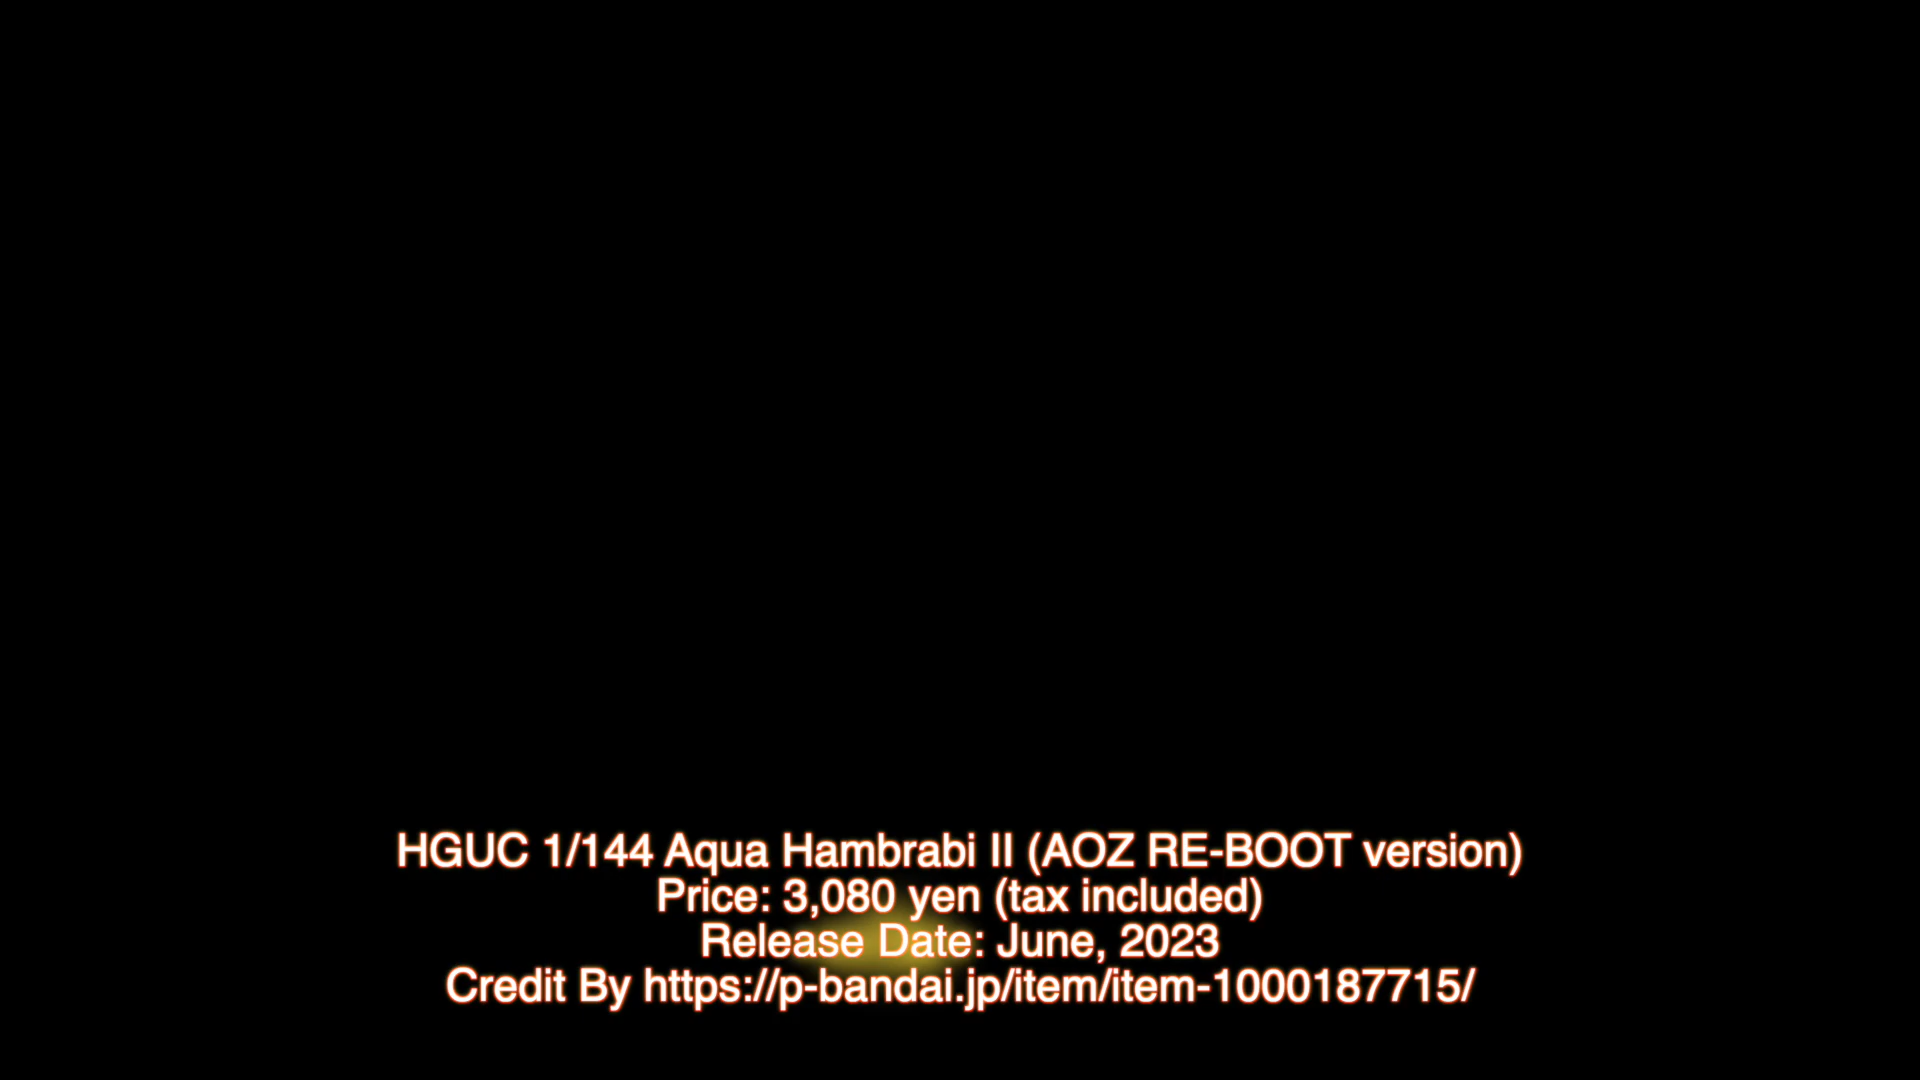 HGUC 1/144 Aqua Hambrabi II (AOZ RE-BOOT version)
Price: 3,080 yen (tax included)
Release Date: June, 2023
Credit By https://p-bandai.jp/item/item-1000187715/